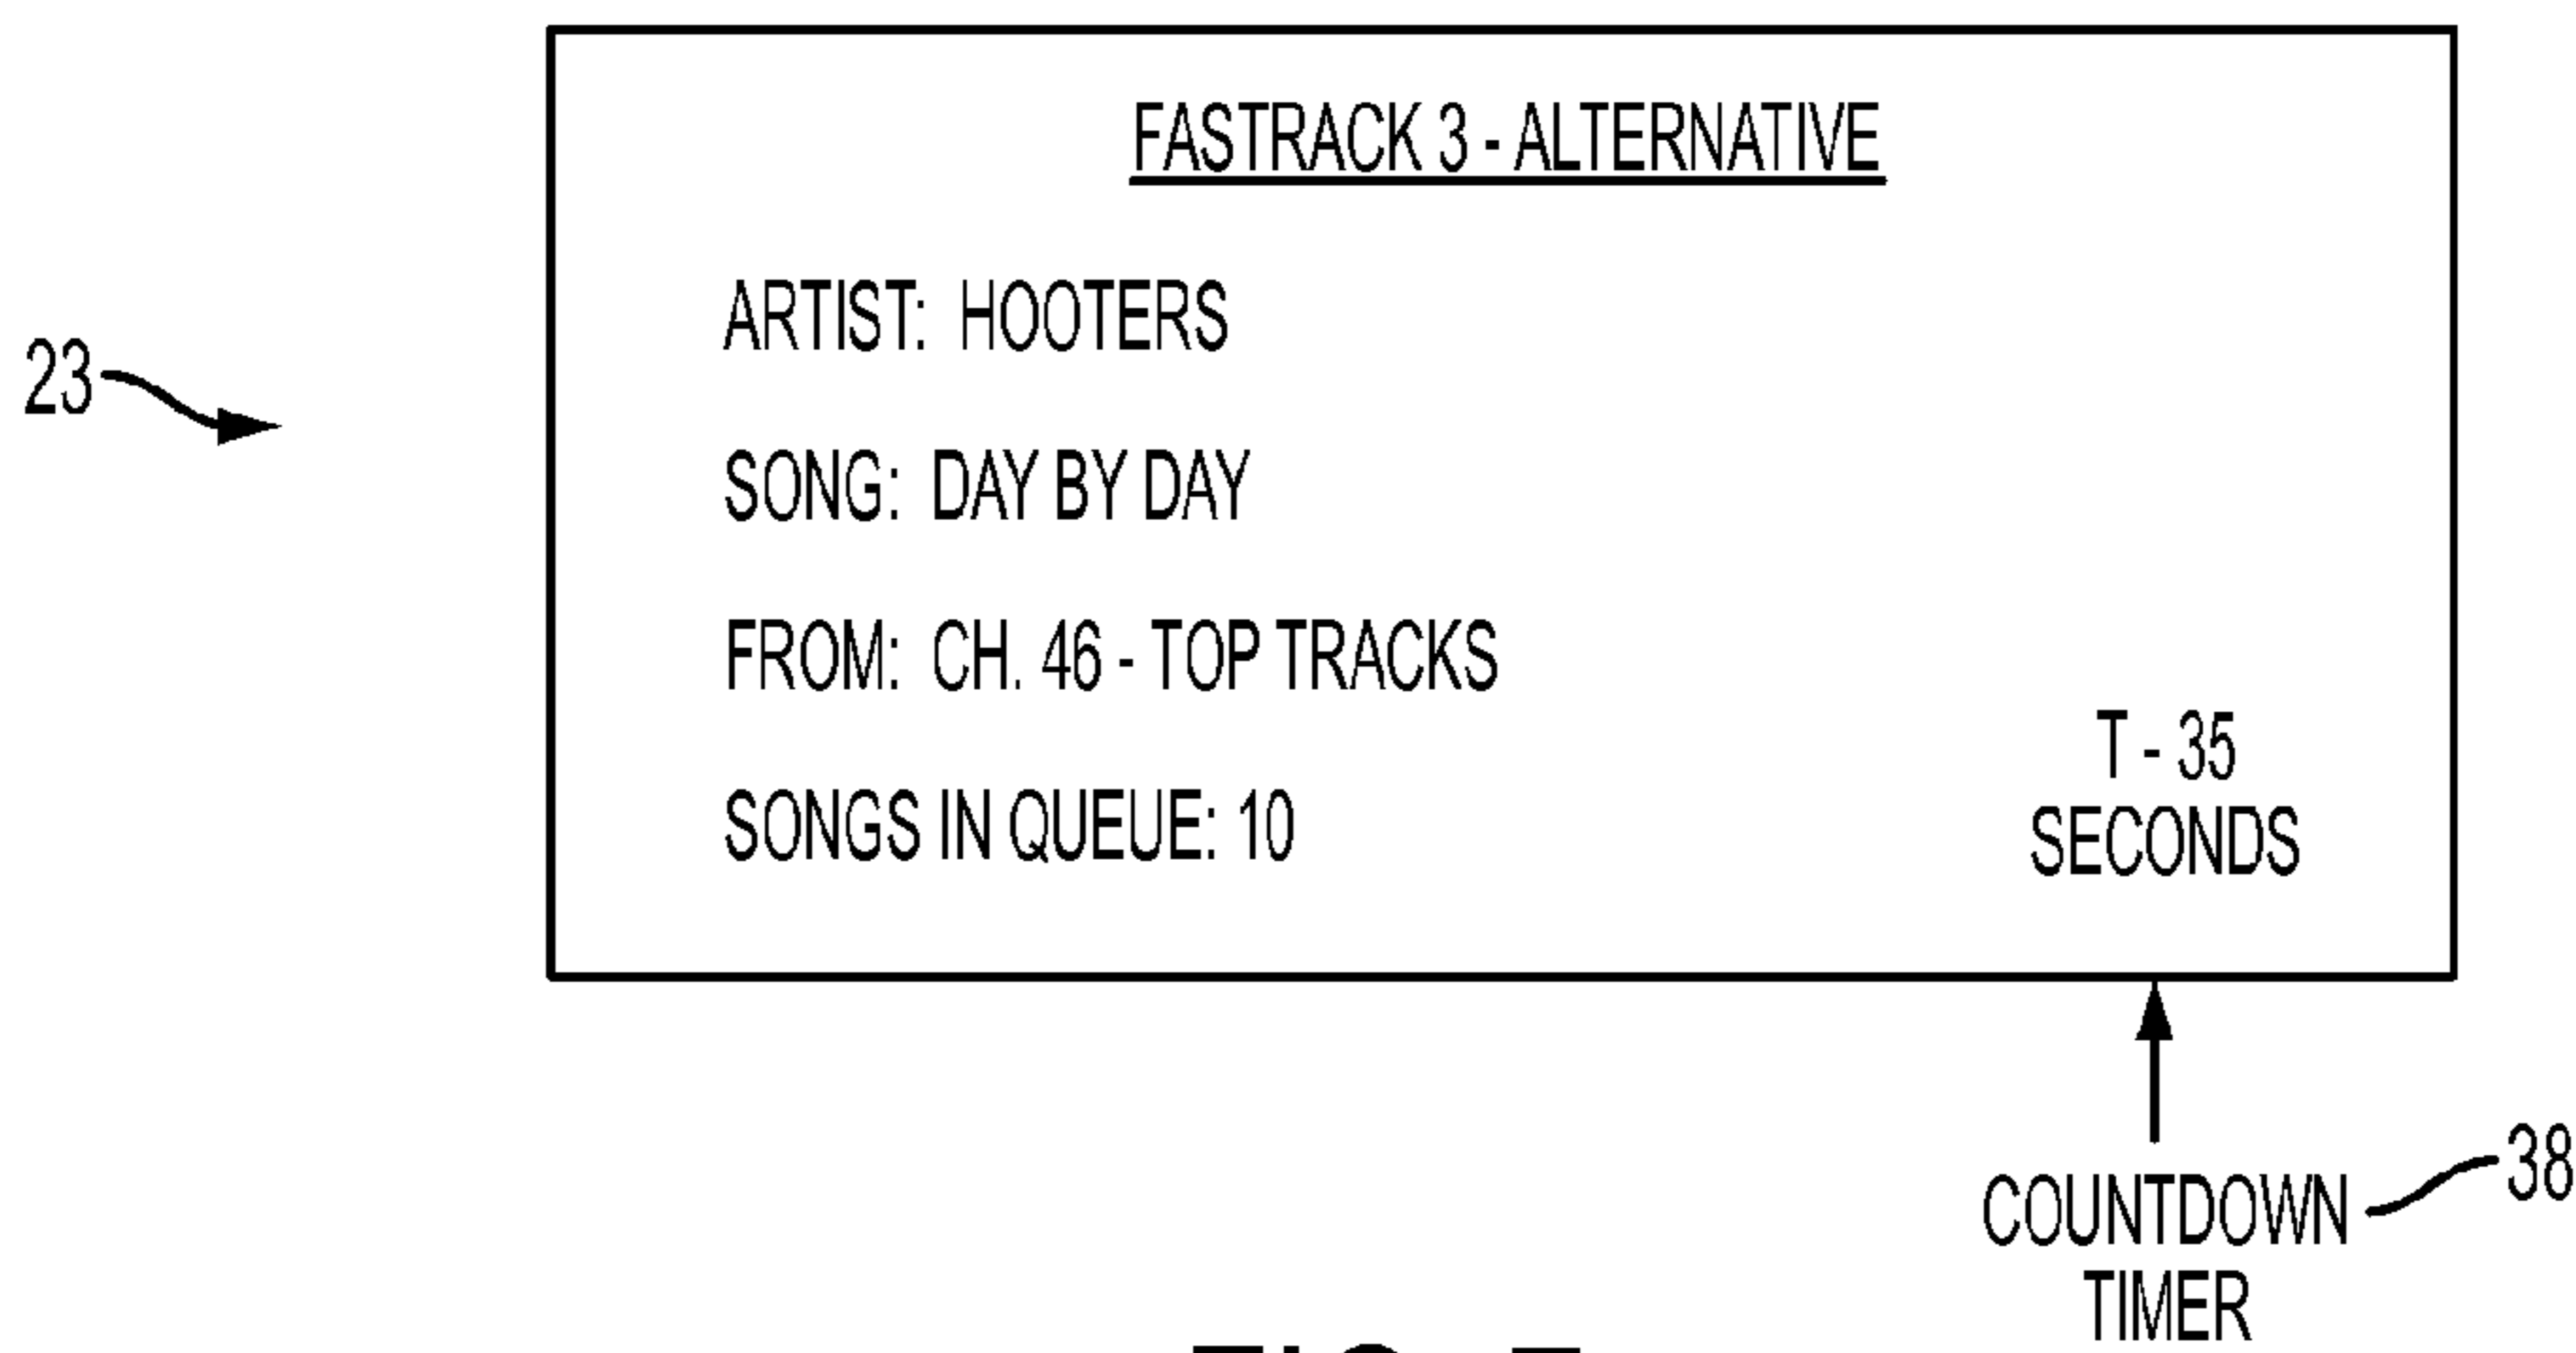 FASTRACK 3 - ALTERNATIVE
ARTIST: HOOTERS
23
SONG: DAY BY DAY
FROM: CH. 46 - TOP TRACKS
T - 35
SECONDS
SONGS IN QUEUE: 10
38
COUNTDOWN
TIMER